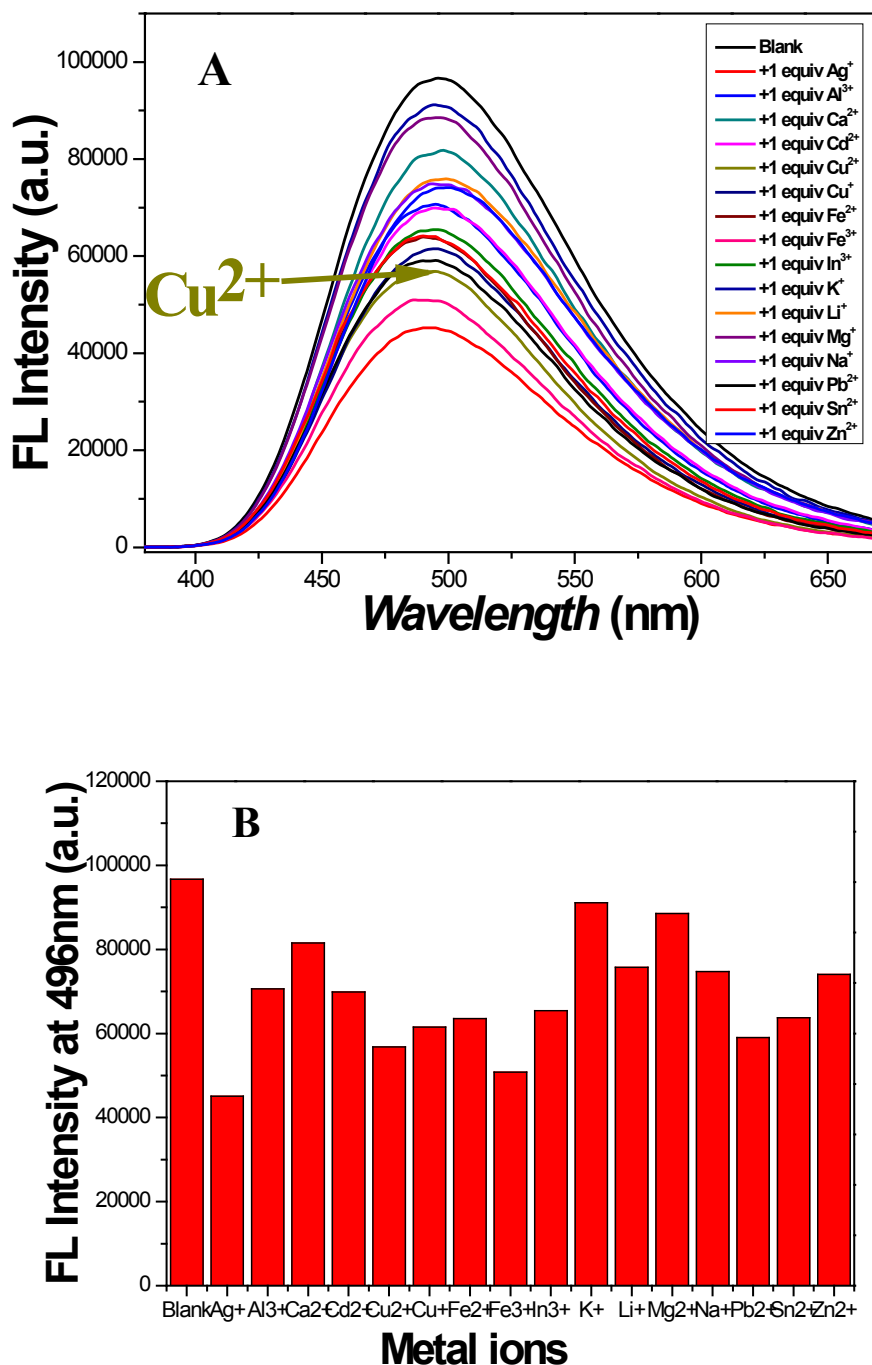 A
FL Intensity (a.u.)
100000
80000
60000
40000
20000
0
Cu2+
Blank
+1 equiv Ag+
+1 equiv Al3+
+1 equiv Ca2+
+1 equiv Cd2+
+1 equiv Cu2+
+1 equiv Cu+
+1 equiv Fe2+
+1 equiv Fe3+
+1 equiv In3+
+1 equiv K+
+1 equiv Li+
+1 equiv Mg+
+1 equiv Na+
+1 equiv Pb2+
+1 equiv Sn2+
+1 equiv Zn2+
400 450 500 550 600 650
Wavelength (nm)
B
FL Intensity at 496nm (a.u.)
120000
100000
80000
60000
40000
20000
0
Blank Ag+ Al3+ Ca2+ Cd2+ Cu2+ Cu+ Fe2+ Fe3+ In3+ K+ Li+ Mg2+ Na+ Pb2+ Sn2+ Zn2+
Metal ions